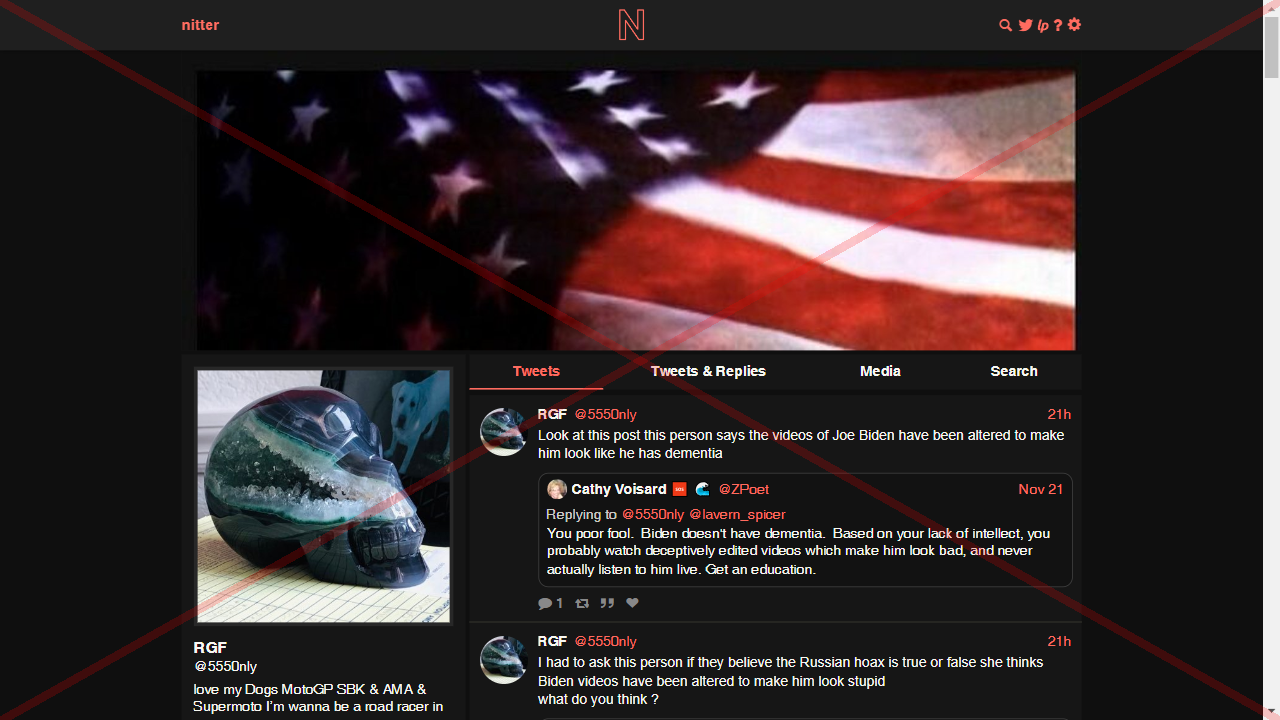 nitter
N
lp ?
Tweets
Tweets & Replies
Media
Search
RGF @5550nly 21h
Look at this post this person says the videos of Joe Biden have been altered to make
him look like he has dementia
Cathy Voisard 🆘 🌊 @ZPoet Nov 21
Replying to @5550nly @lavern_spicer
You poor fool. Biden doesn't have dementia. Based on your lack of intellect, you
probably watch deceptively edited videos which make him look bad, and never
actually listen to him live. Get an education.
1
RGF @5550nly 21h
I had to ask this person if they believe the Russian hoax is true or false she thinks
Biden videos have been altered to make him look stupid
what do you think ?
RGF
@5550nly
love my Dogs MotoGP SBK & AMA &
Supermoto I'm wanna be a road racer in